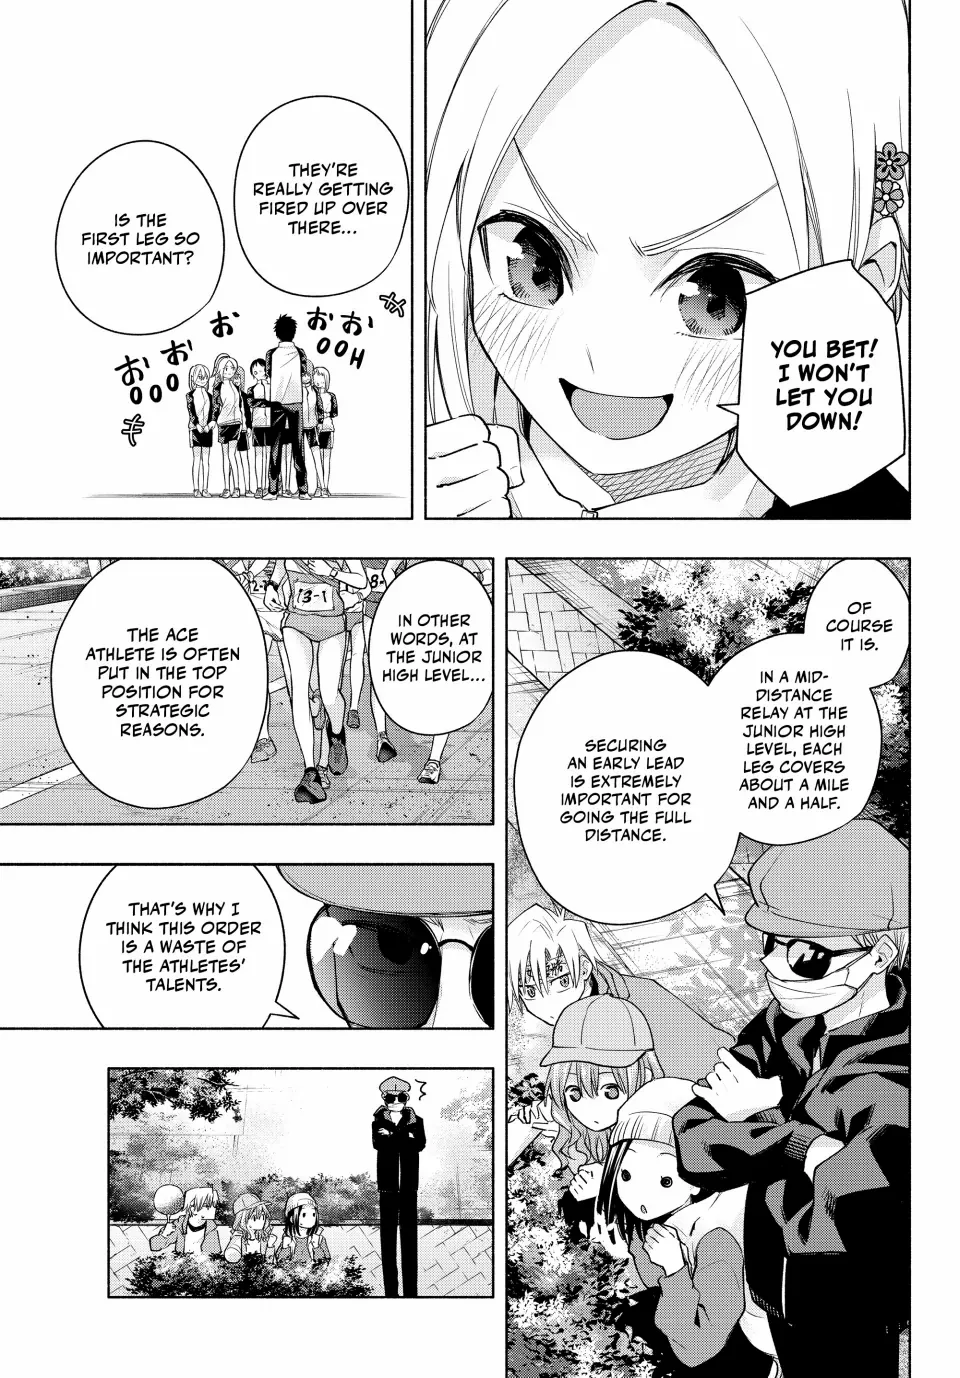 YOU BET!
I WON'T
LET YOU
DOWN!
THEY'RE
REALLY GETTING
FIRED UP OVER
THERE...
IS THE
FIRST LEG SO
IMPORTANT?
おお
OOH
お
おお
OOO
OF
COURSE
IT IS.
IN A MID-
DISTANCE
RELAY AT THE
JUNIOR HIGH
LEVEL, EACH
LEG COVERS
ABOUT A MILE
AND A HALF.
SECURING
AN EARLY LEAD
IS EXTREMELY
IMPORTANT FOR
GOING THE FULL
DISTANCE.
IN OTHER
WORDS, AT
THE JUNIOR
HIGH LEVEL...
13-1
8-
2-
THE ACE
ATHLETE IS OFTEN
PUT IN THE TOP
POSITION FOR
STRATEGIC
REASONS.
THAT'S WHY I
THINK THIS ORDER
IS A WASTE OF
THE ATHLETES'
TALENTS.